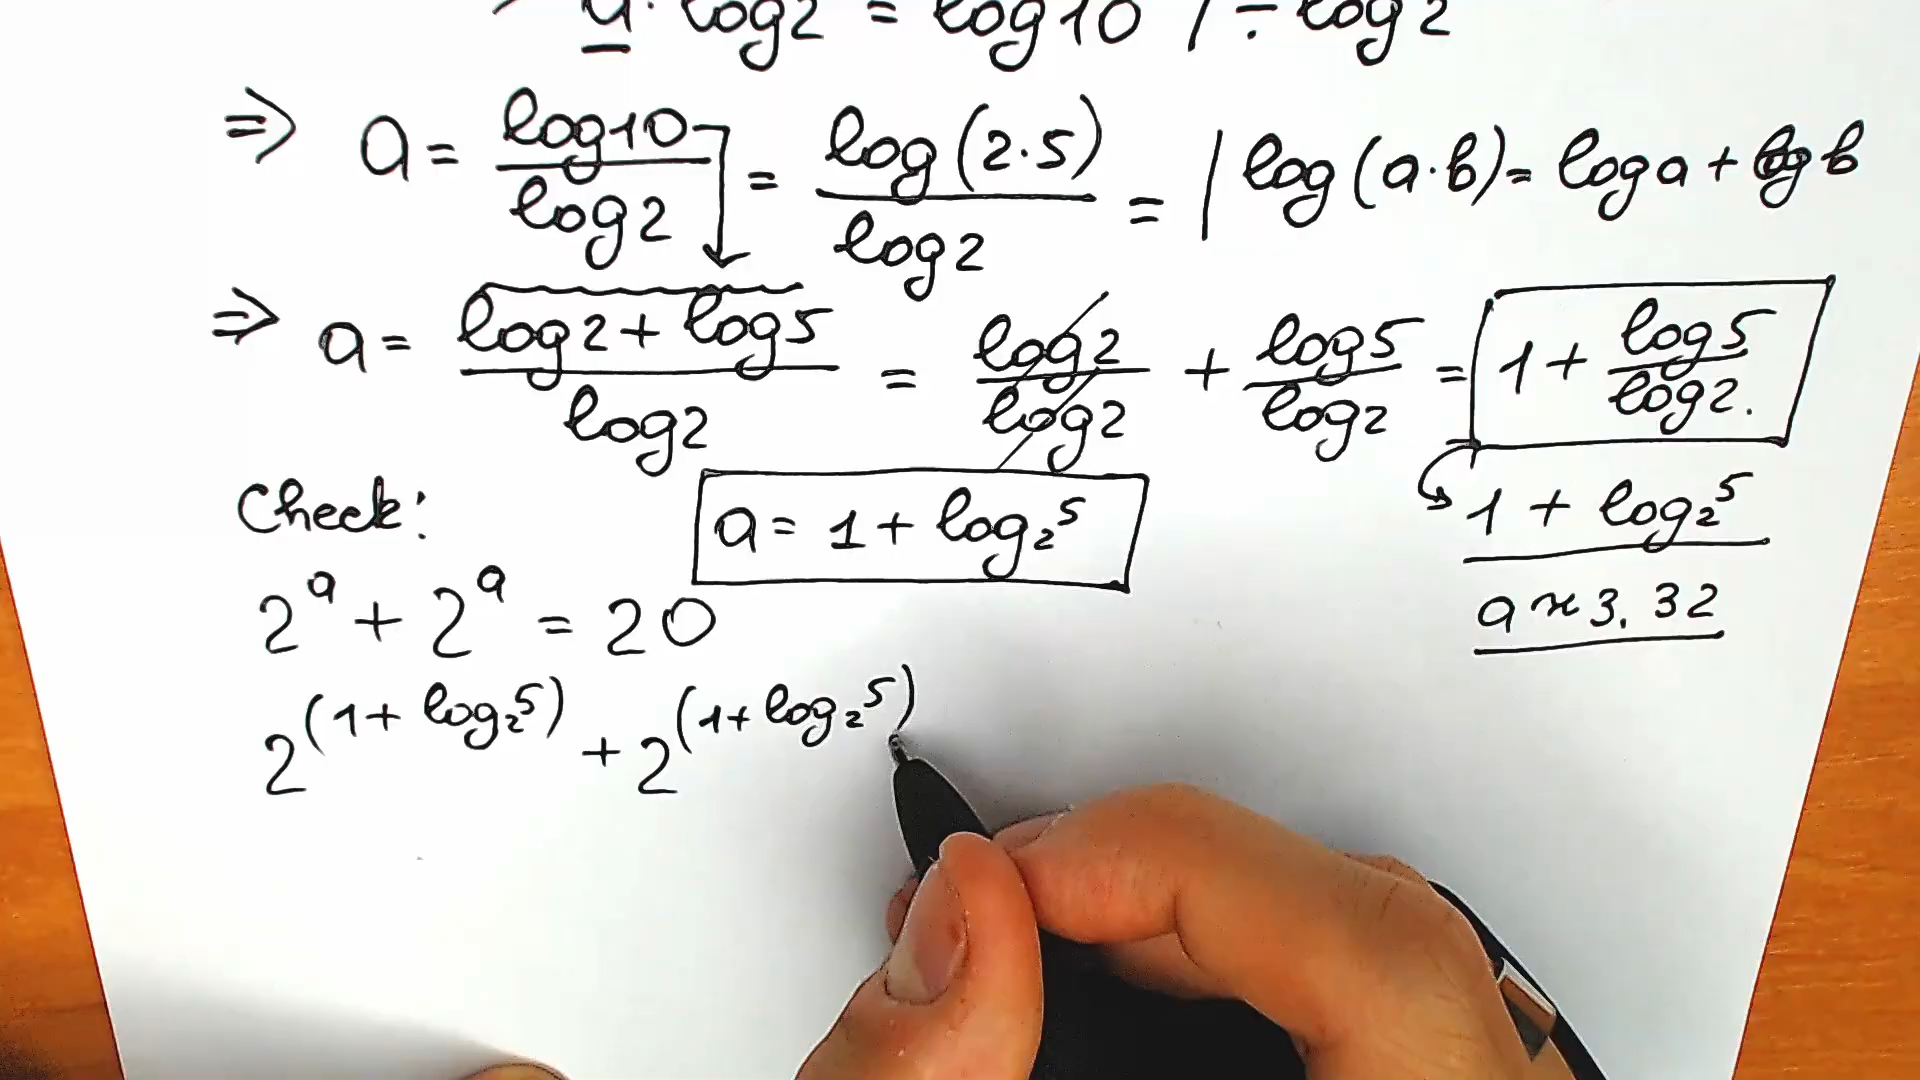 a · log2 = log10 / ÷ log2
⇒ a = log10/log2 = log(2·5)/log2 = | log(a·b) = log a + log b
⇒ a = (log2 + log5)/log2 = log2/log2 + log5/log2 = 1 + log5/log2.
Check: a = 1 + log₂5 1 + log₂5
2^a + 2^a = 20 a ≈ 3.32
2^(1 + log₂5) + 2^(1 + log₂5)